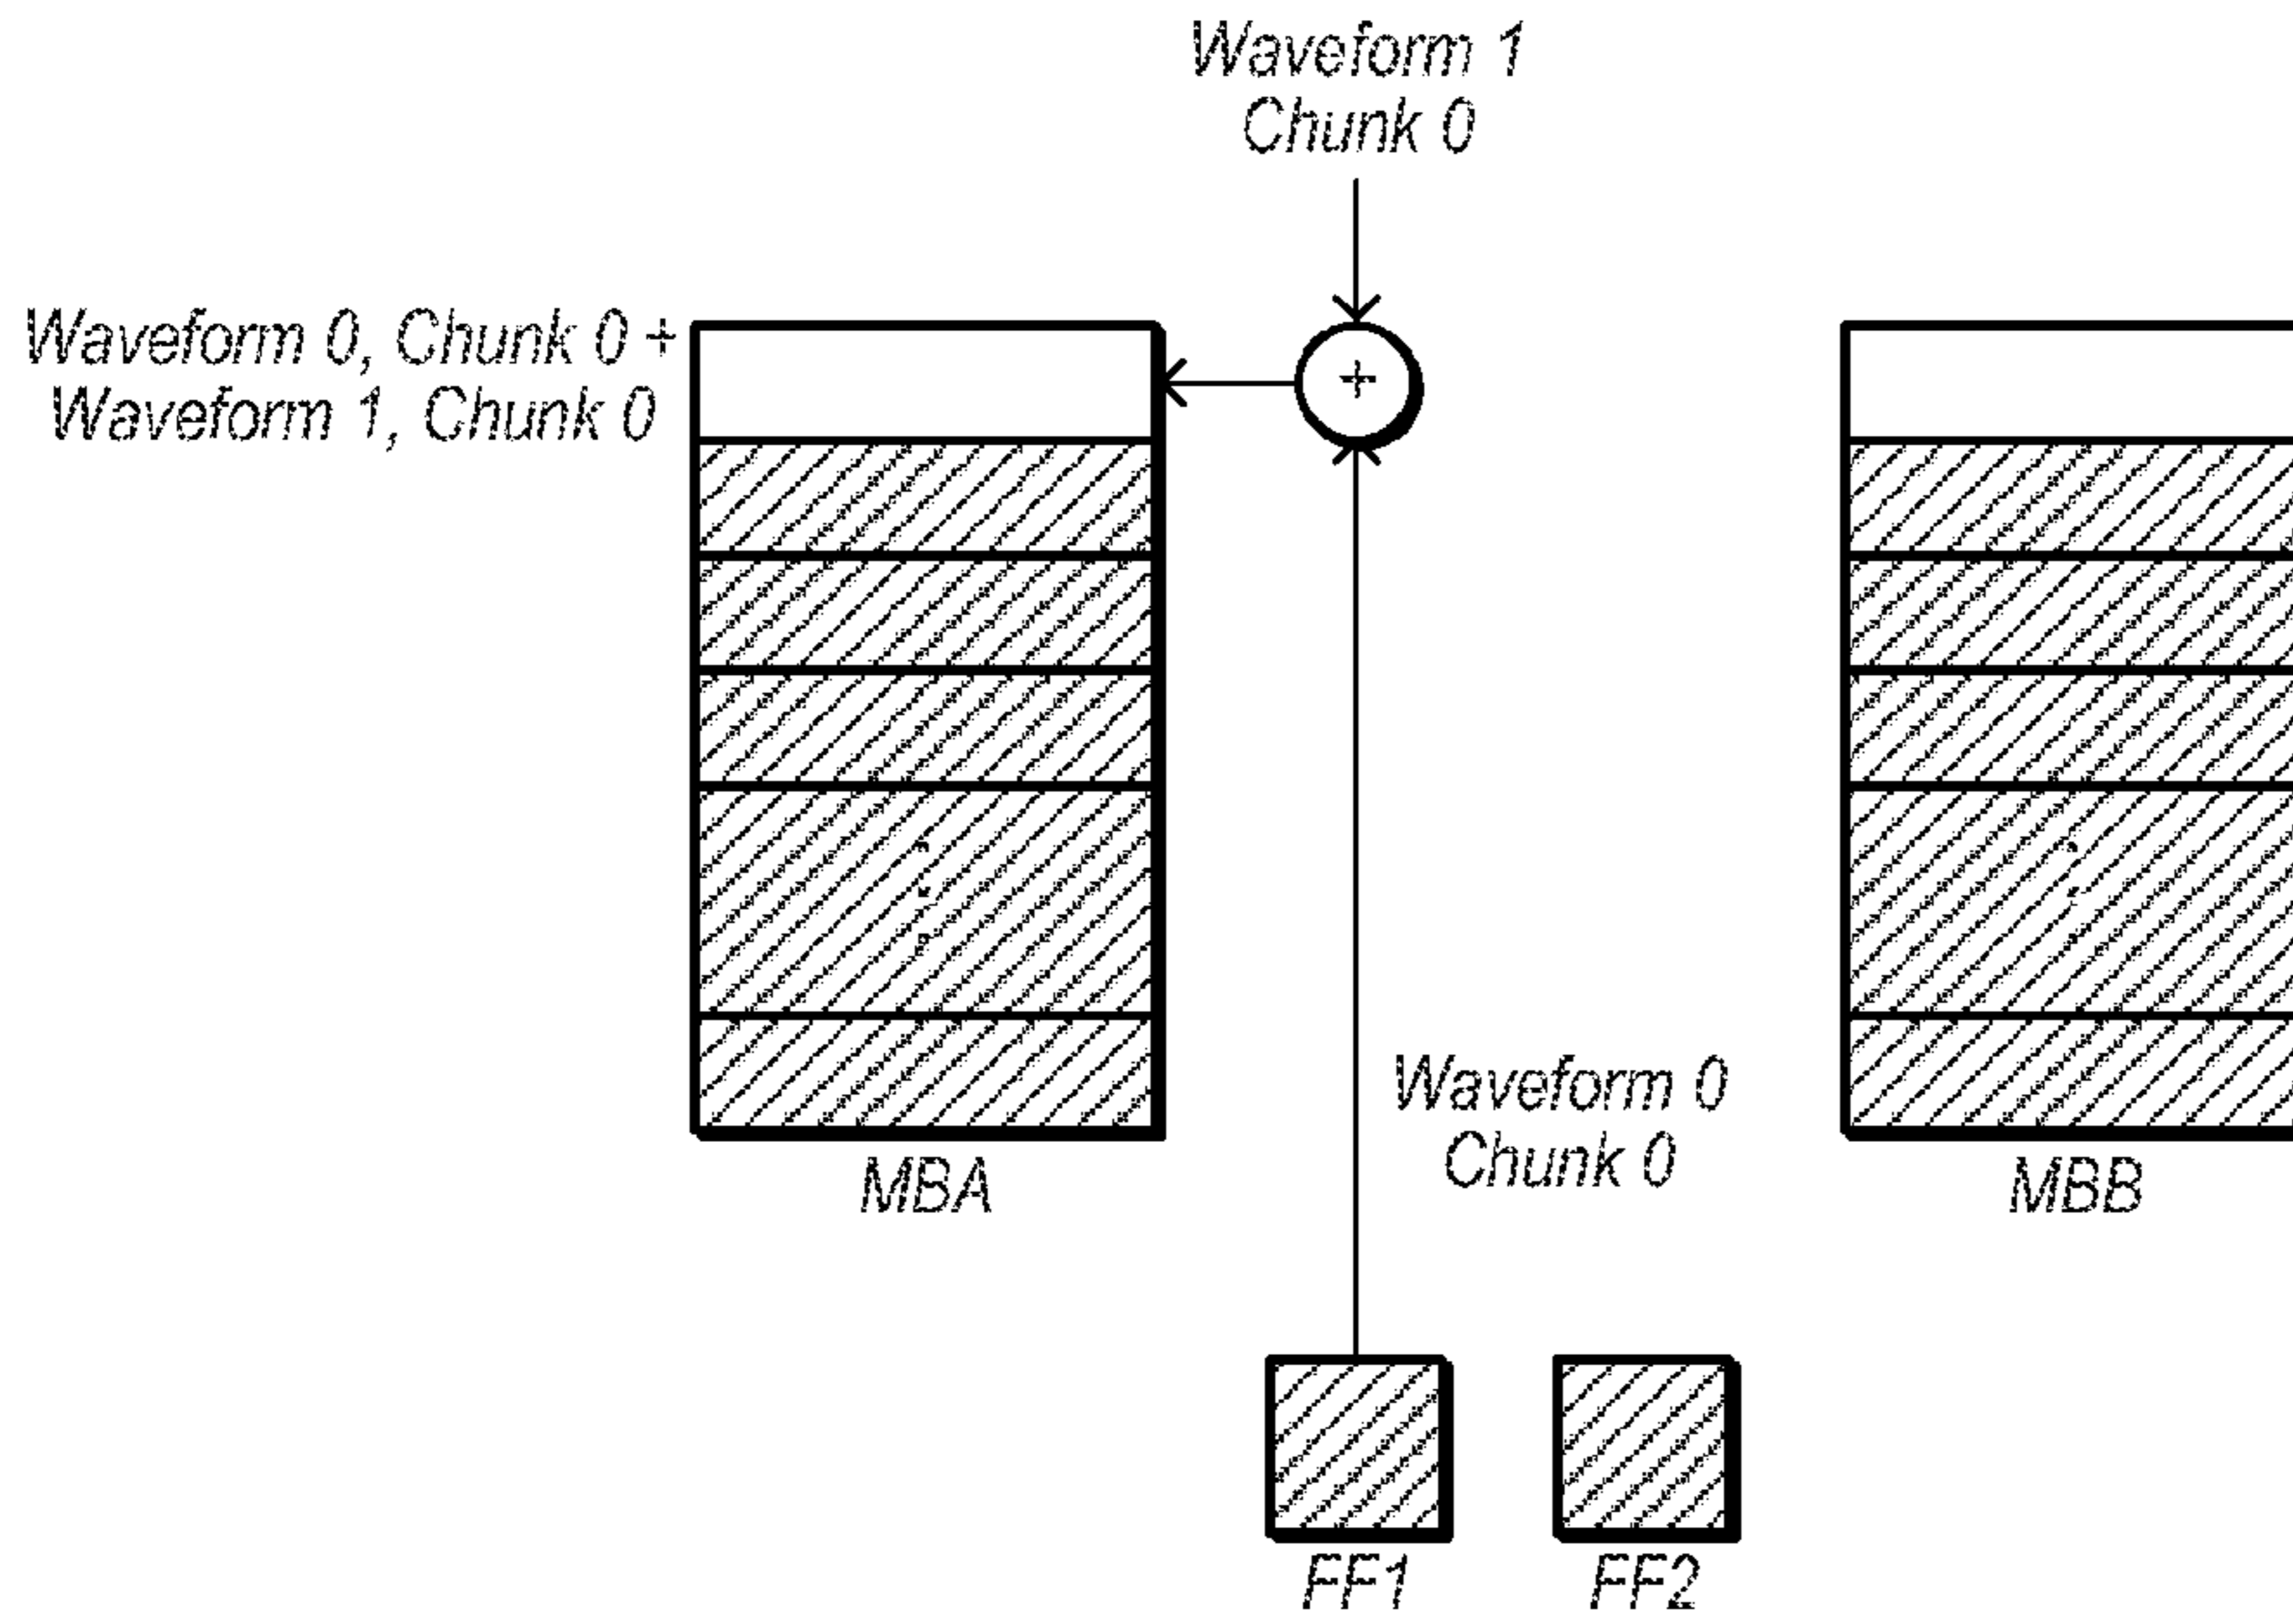 Waveform 1
Chunk 0
Waveform 0, Chunk 0 +
Waveform 1, Chunk 0
+
Waveform 0
Chunk 0
MBA
MBB
FF1
FF2